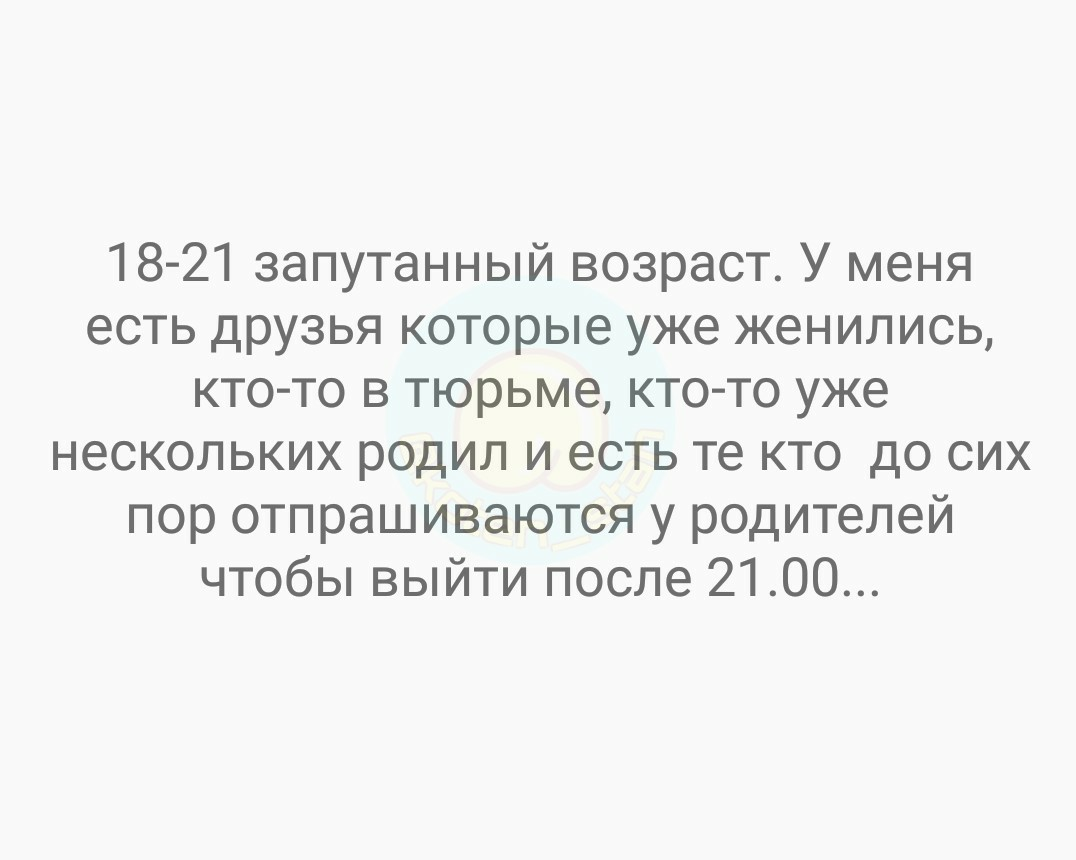 18-21 запутанный возраст. У меня
есть друзья которые уже женились,
кто-то в тюрьме, кто-то уже
нескольких родил и есть те кто  до сих
пор отпрашиваются у родителей
чтобы выйти после 21.00...